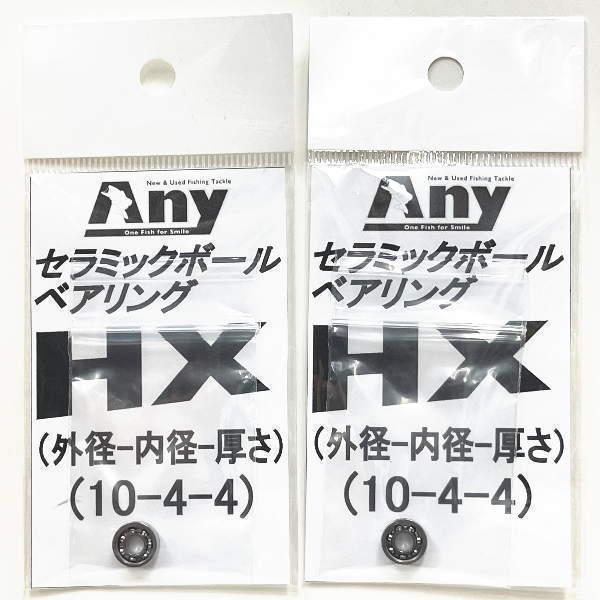 New & Used Fishing Tackle
Any
One Fish for Smile
セラミックボール
ベアリング
HX
(外径-内径-厚さ)
(10-4-4)
New & Used Fishing Tackle
Any
One Fish for Smile
セラミックボール
ベアリング
HX
(外径-内径-厚さ)
(10-4-4)